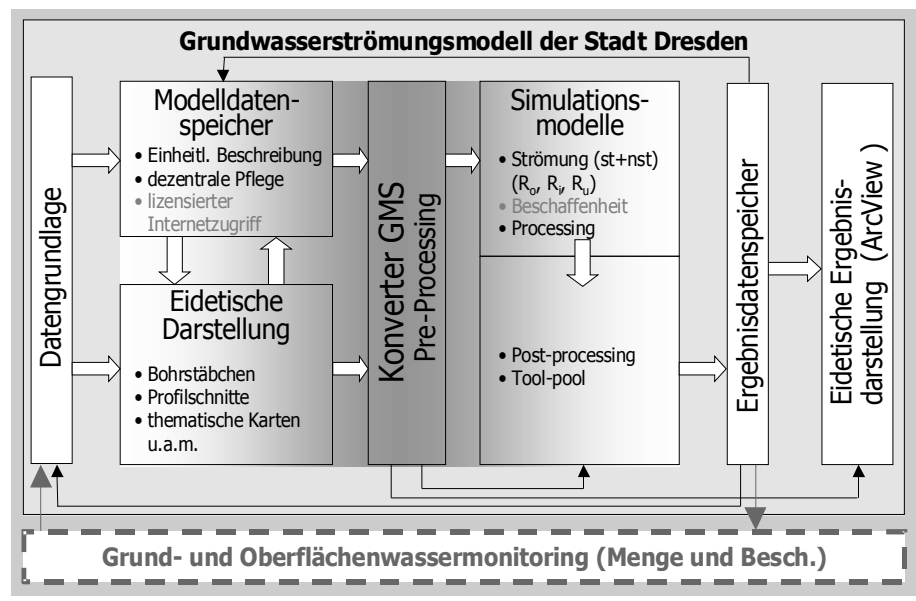 Grundwasserströmungsmodell der Stadt Dresden
Datengrundlage
Modelldaten-
speicher
• Einheitl. Beschreibung
• dezentrale Pflege
• lizensierter
Internetzugriff
Eidetische
Darstellung
• Bohrstäbchen
• Profilschnitte
• thematische Karten
u.a.m.
Konverter GMS
Pre-Processing
Simulations-
modelle
• Strömung (st+nst)
(Ro, Ri, Ru)
• Beschaffenheit
• Processing
• Post-processing
• Tool-pool
Ergebnisdatenspeicher
Eidetische Ergebnis-
darstellung (ArcView )
Grund- und Oberflächenwassermonitoring (Menge und Besch.)